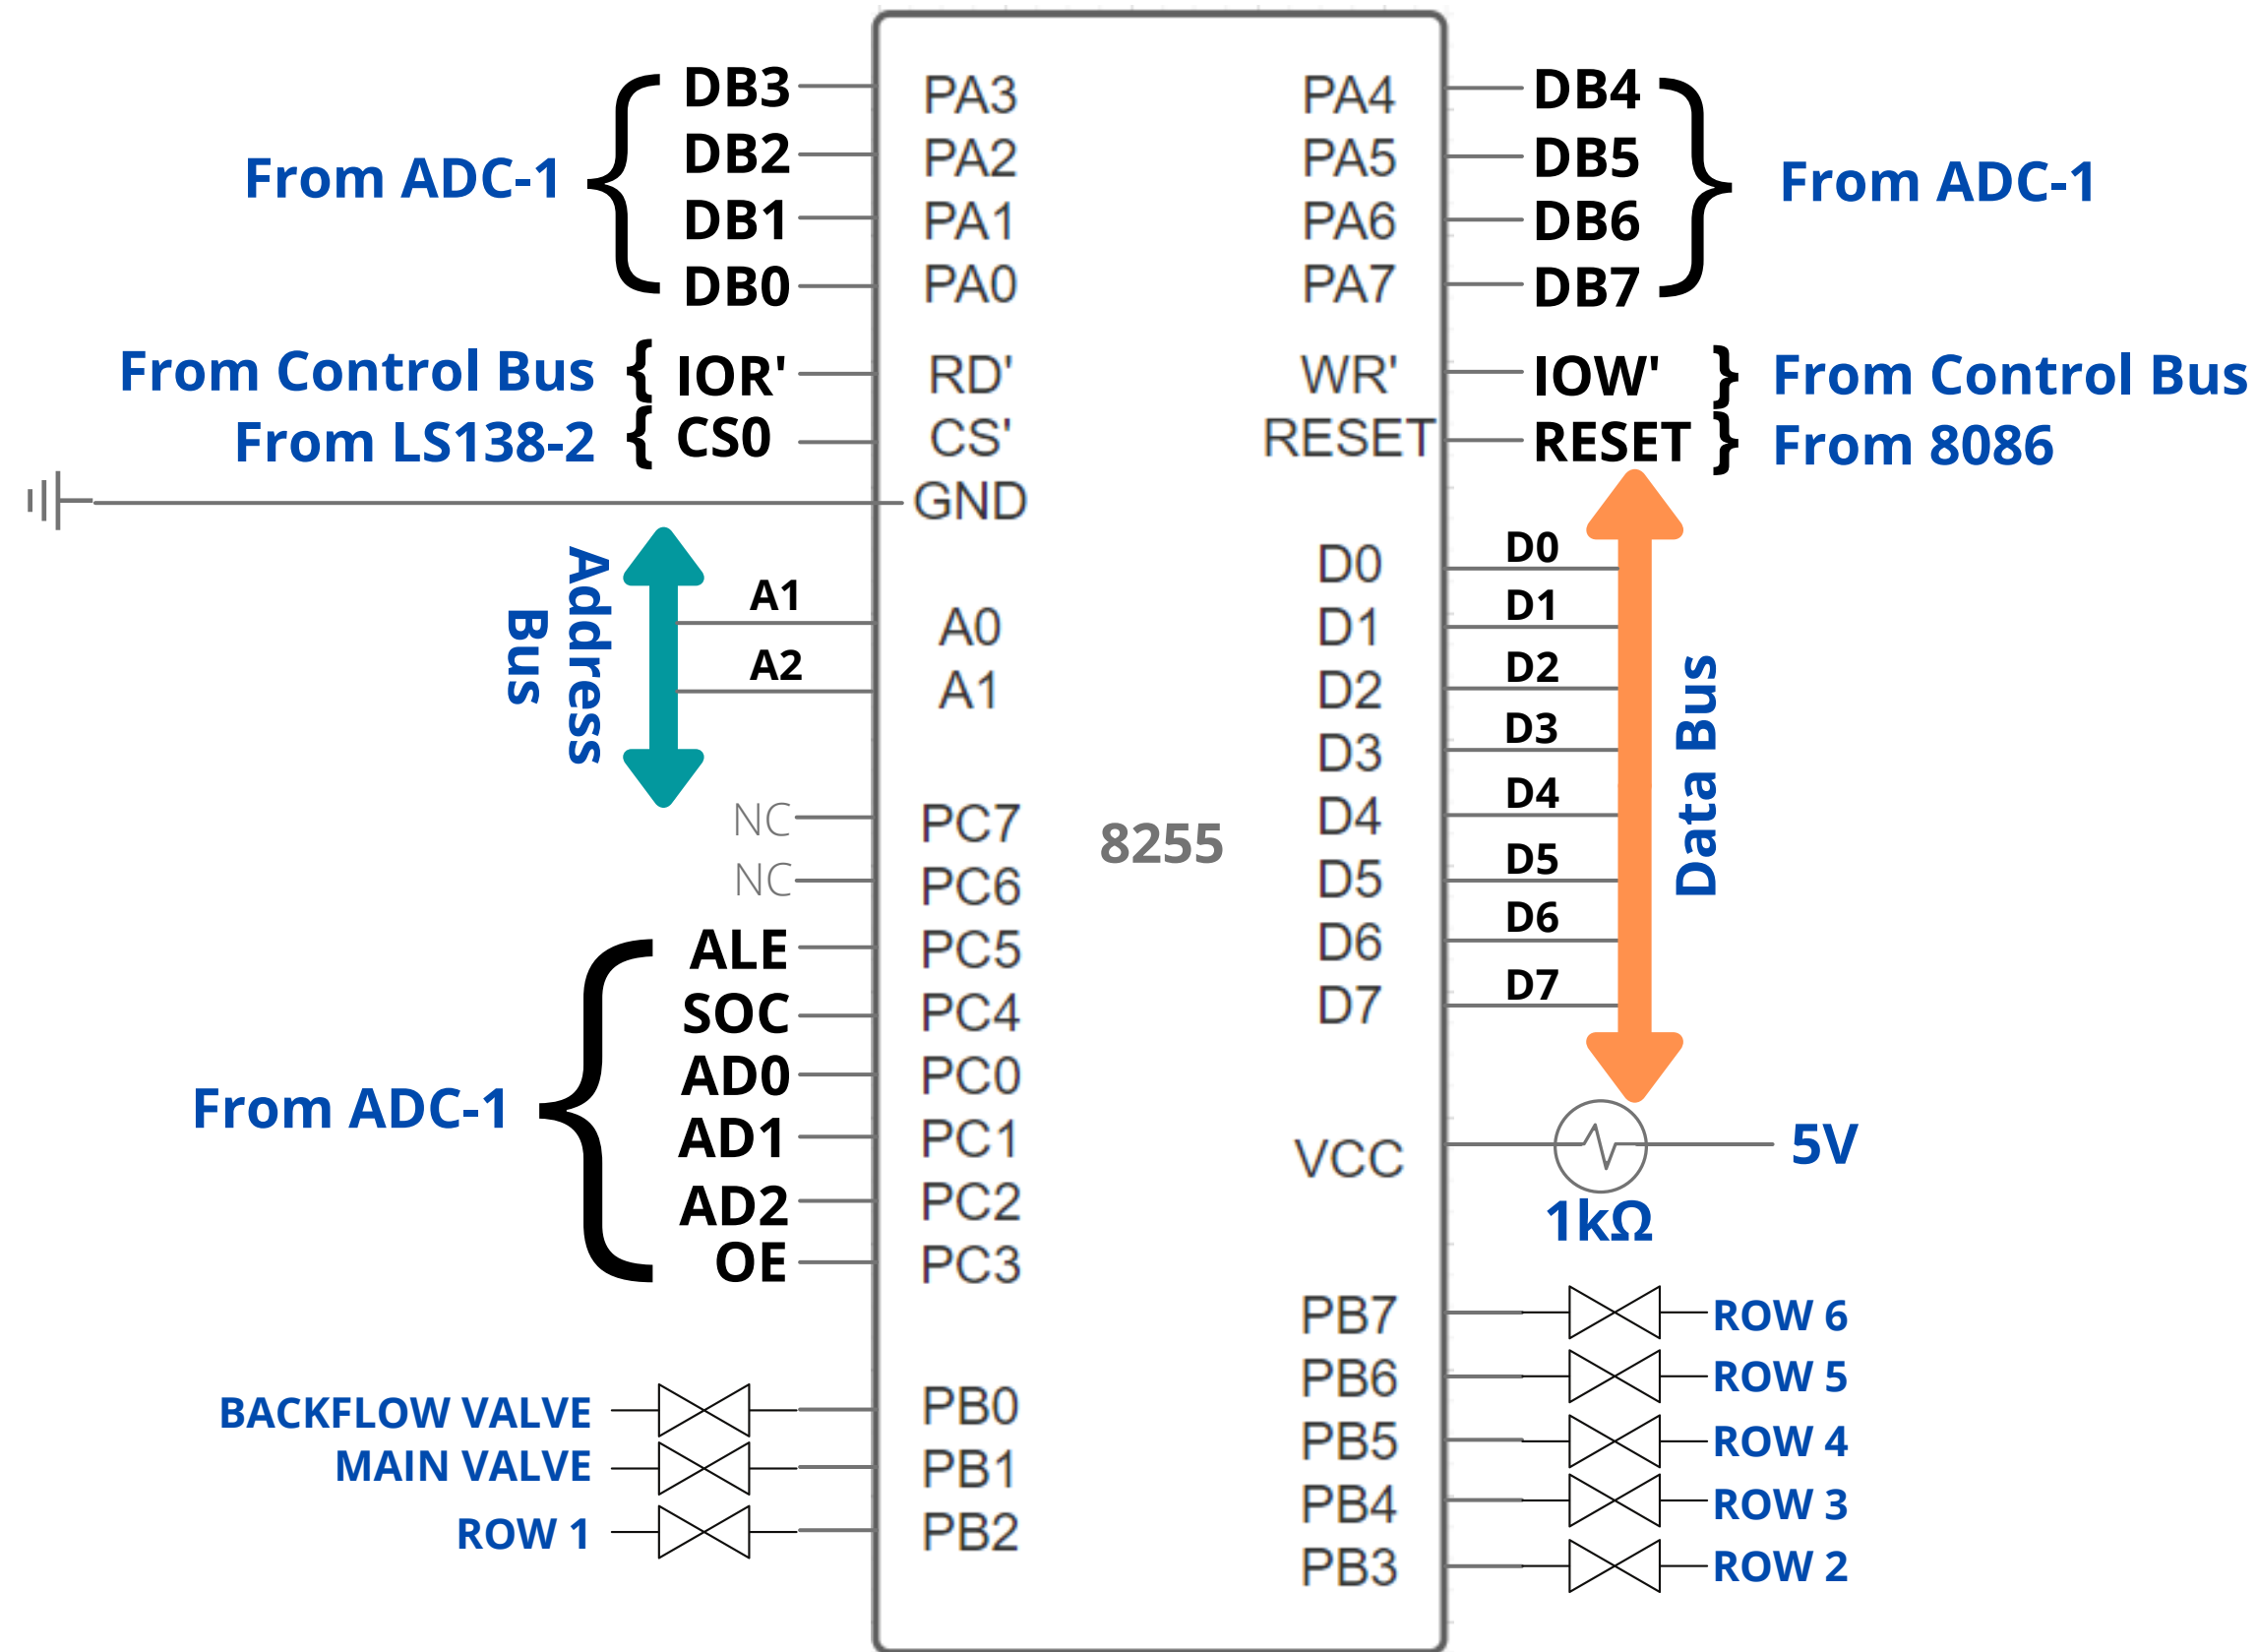 DB3 PA3 PA4 DB4
DB2 PA2 PA5 DB5
From ADC-1 From ADC-1
DB1 PA1 PA6 DB6
DB0 PA0 PA7 DB7
From Control Bus { IOR' RD' WR' IOW' } From Control Bus
From LS138-2 { CS0 CS' RESET RESET } From 8086
GND
Address
Bus
A1 A0
A2 A1
D0 D0
D1 D1
D2 D2
D3 D3
D4 D4
D5 D5
D6 D6
D7 D7
Data Bus
NC PC7
8255
NC PC6
ALE PC5
SOC PC4
AD0 PC0
From ADC-1
AD1 PC1
AD2 PC2
OE PC3
VCC 5V
1kΩ
PB7 ROW 6
PB6 ROW 5
PB5 ROW 4
PB4 ROW 3
PB3 ROW 2
BACKFLOW VALVE PB0
MAIN VALVE PB1
ROW 1 PB2